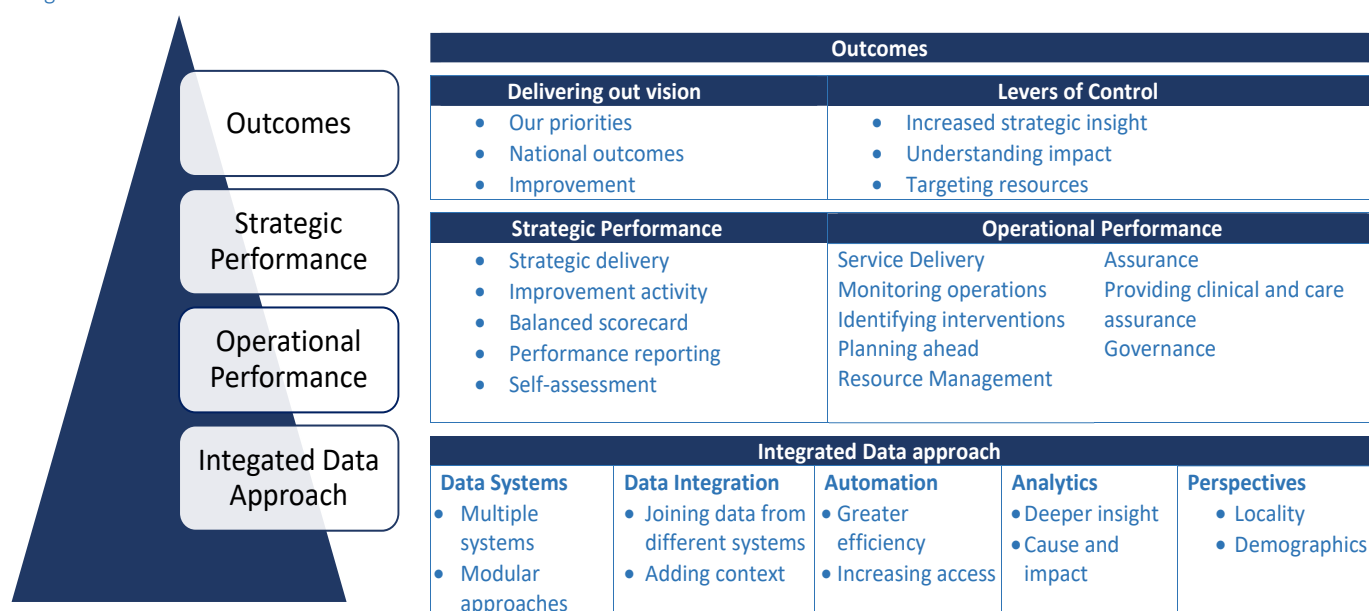 Outcomes
Strategic
Performance
Operational
Performance
Integated Data
Approach
Outcomes
Delivering out vision
• Our priorities
• National outcomes
• Improvement
Levers of Control
• Increased strategic insight
• Understanding impact
• Targeting resources
Strategic Performance
• Strategic delivery
• Improvement activity
• Balanced scorecard
• Performance reporting
• Self-assessment
Operational Performance
Service Delivery
Monitoring operations
Identifying interventions
Planning ahead
Resource Management
Assurance
Providing clinical and care
assurance
Governance
Integrated Data approach
Data Systems
• Multiple
systems
• Modular
approaches
Data Integration
• Joining data from
different systems
• Adding context
Automation
• Greater
efficiency
• Increasing access
Analytics
• Deeper insight
• Cause and
impact
Perspectives
• Locality
• Demographics